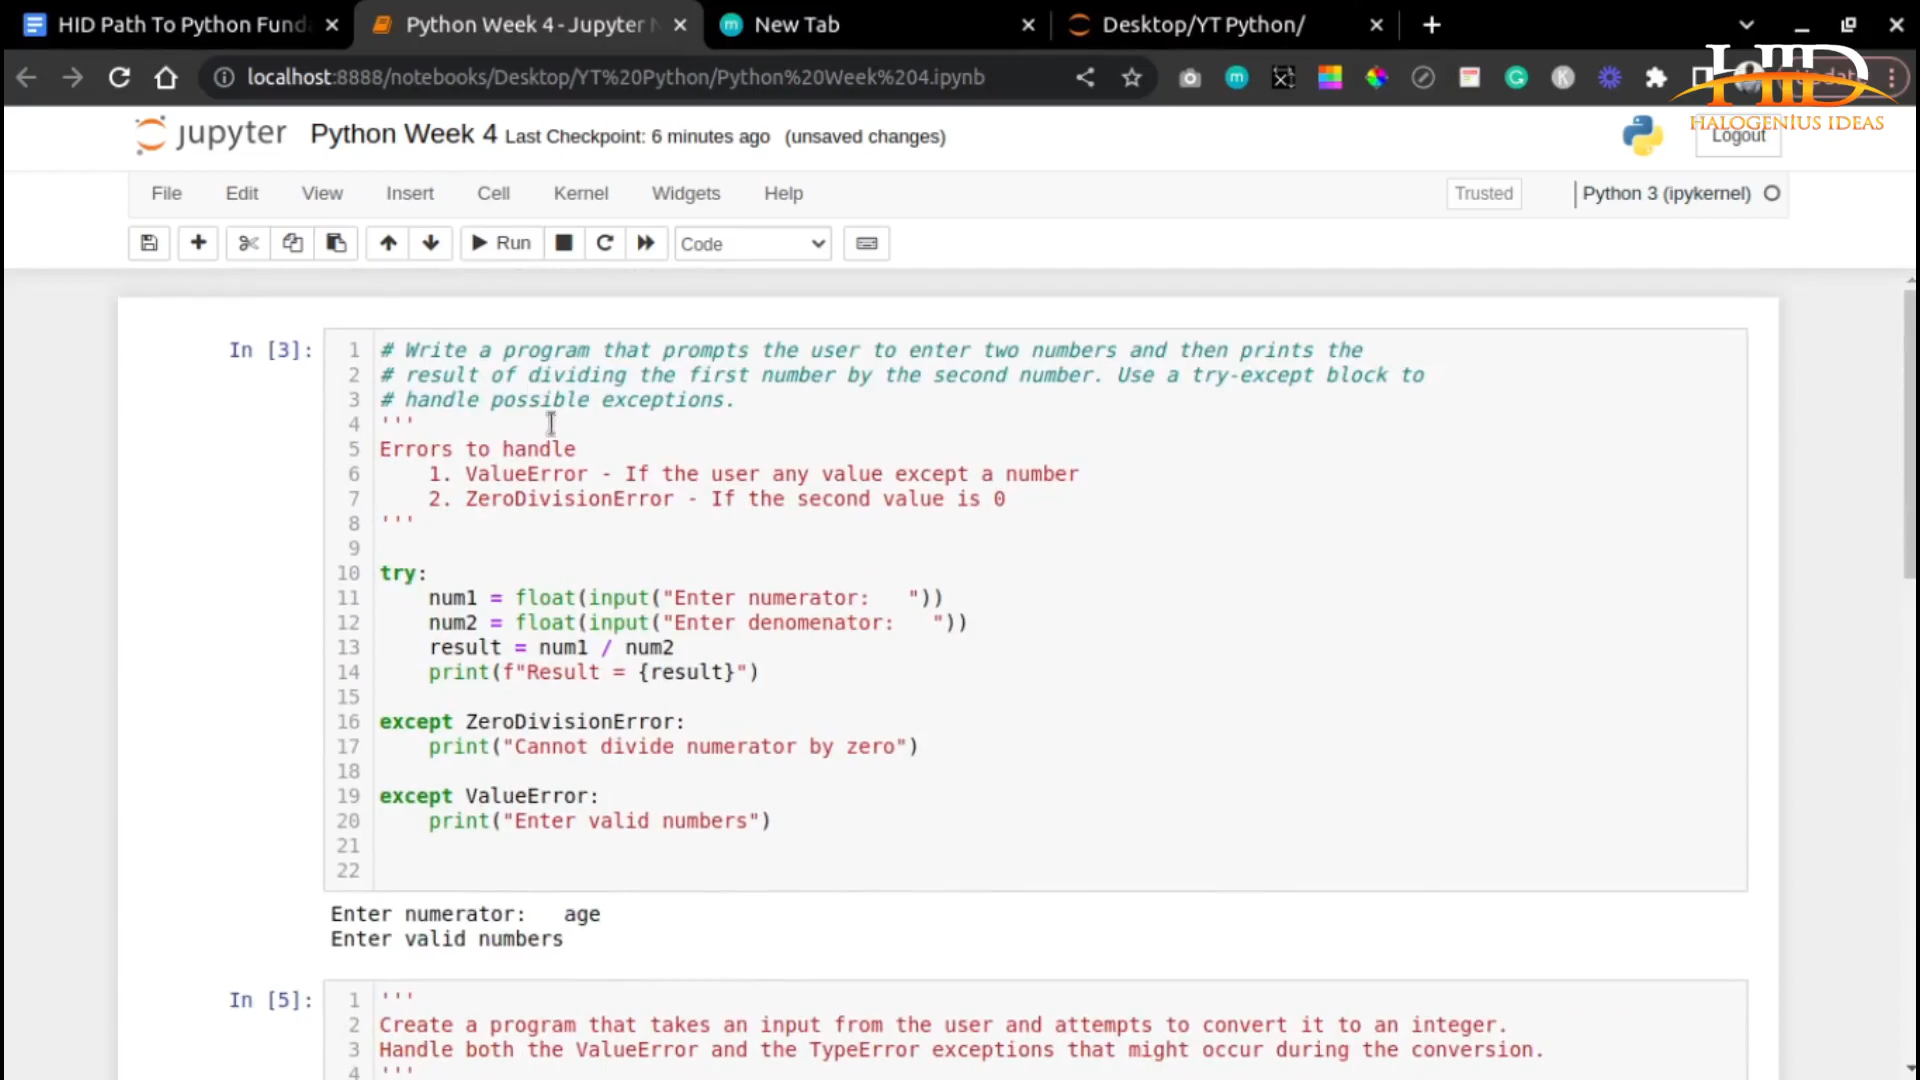 HID Path To Python Funda
Python Week 4 - Jupyter N
New Tab
Desktop/YT Python/
localhost:8888/notebooks/Desktop/YT%20Python/Python%20Week%204.ipynb
HID
HALOGENIUS IDEAS
jupyter Python Week 4 Last Checkpoint: 6 minutes ago (unsaved changes)
Logout
File Edit View Insert Cell Kernel Widgets Help
Trusted
Python 3 (ipykernel)
Run
Code
In [3]:
1 # Write a program that prompts the user to enter two numbers and then prints the
2 # result of dividing the first number by the second number. Use a try-except block to
3 # handle possible exceptions.
4 '''
5 Errors to handle
6     1. ValueError - If the user any value except a number
7     2. ZeroDivisionError - If the second value is 0
8 '''
9
10 try:
11     num1 = float(input("Enter numerator:   "))
12     num2 = float(input("Enter denomenator:   "))
13     result = num1 / num2
14     print(f"Result = {result}")
15
16 except ZeroDivisionError:
17     print("Cannot divide numerator by zero")
18
19 except ValueError:
20     print("Enter valid numbers")
21
22
Enter numerator:   age
Enter valid numbers
In [5]:
1 '''
2 Create a program that takes an input from the user and attempts to convert it to an integer.
3 Handle both the ValueError and the TypeError exceptions that might occur during the conversion.
4 '''